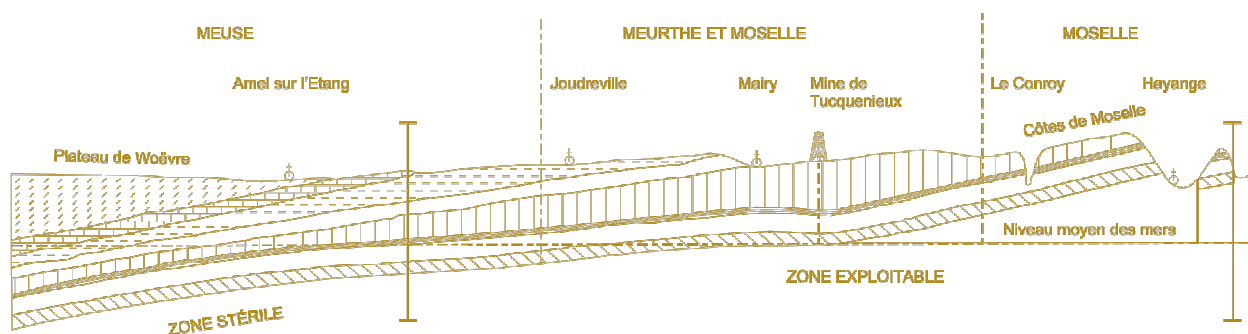 MEUSE
MEURTHE ET MOSELLE
MOSELLE
Amel sur l'Etang
Joudreville
Mairy
Mine de
Tucquenieux
Le Conroy
Hayange
Côtes de Moselle
Plateau de Woëvre
Niveau moyen des mers
ZONE EXPLOITABLE
ZONE STÉRILE